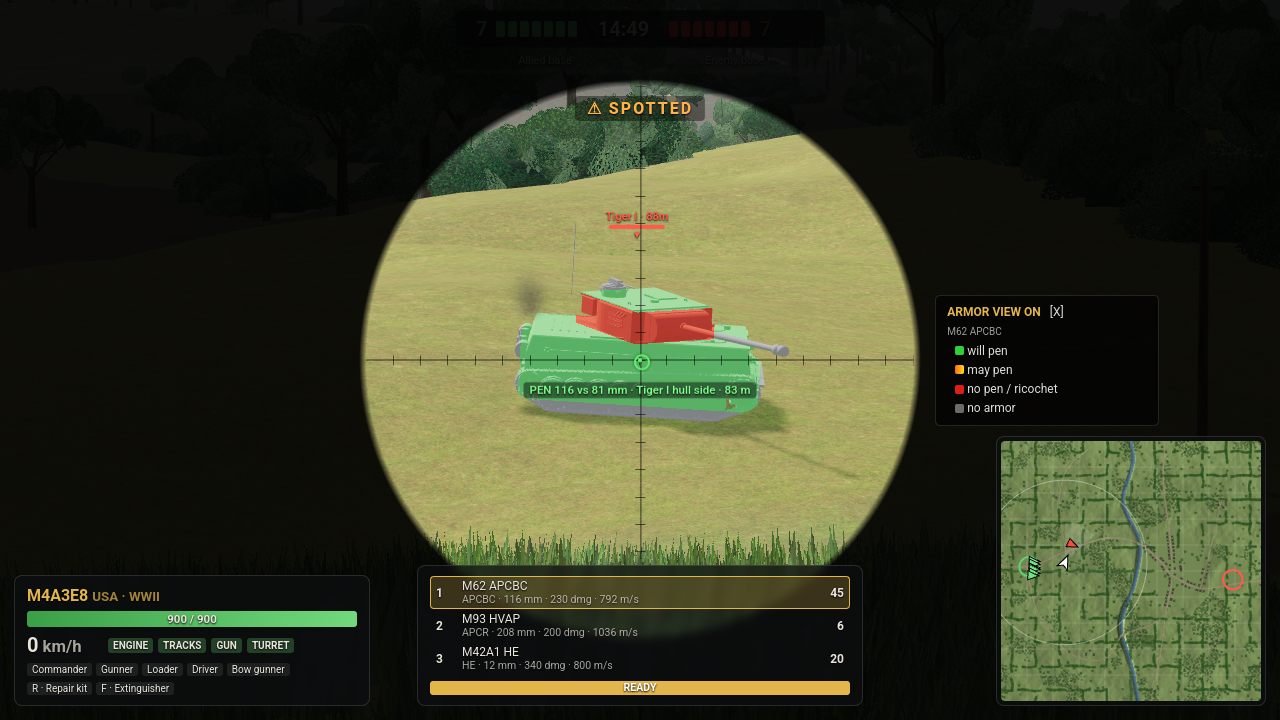 7 14:49 7
Allied base Enemy base
⚠ SPOTTED
Tiger I · 88m
PEN 116 vs 81 mm · Tiger I hull side · 83 m
ARMOR VIEW ON [X]
M62 APCBC
will pen
may pen
no pen / ricochet
no armor
M4A3E8 USA · WWII
900 / 900
0 km/h ENGINE TRACKS GUN TURRET
Commander Gunner Loader Driver Bow gunner
R · Repair kit F · Extinguisher
1 M62 APCBC 45
APCBC · 116 mm · 230 dmg · 792 m/s
2 M93 HVAP 6
APCR · 208 mm · 200 dmg · 1036 m/s
3 M42A1 HE 20
HE · 12 mm · 340 dmg · 800 m/s
READY